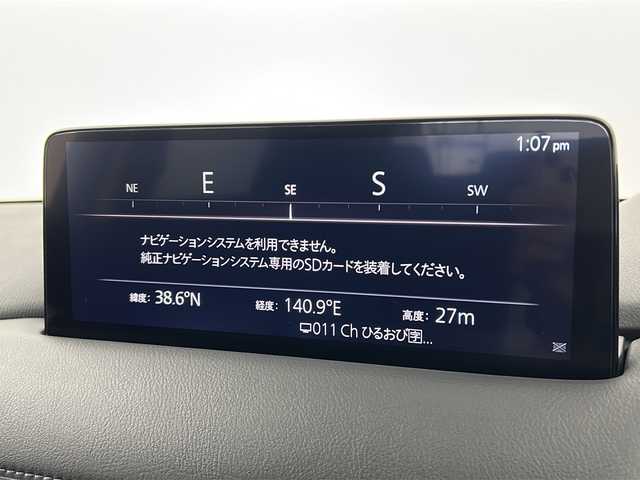 1:07pm
NE E SE S SW
ナビゲーションシステムを利用できません。
純正ナビゲーションシステム専用のSDカードを装着してください。
緯度: 38.6°N 経度: 140.9°E 高度: 27m
011 Ch ひるおび🈑...